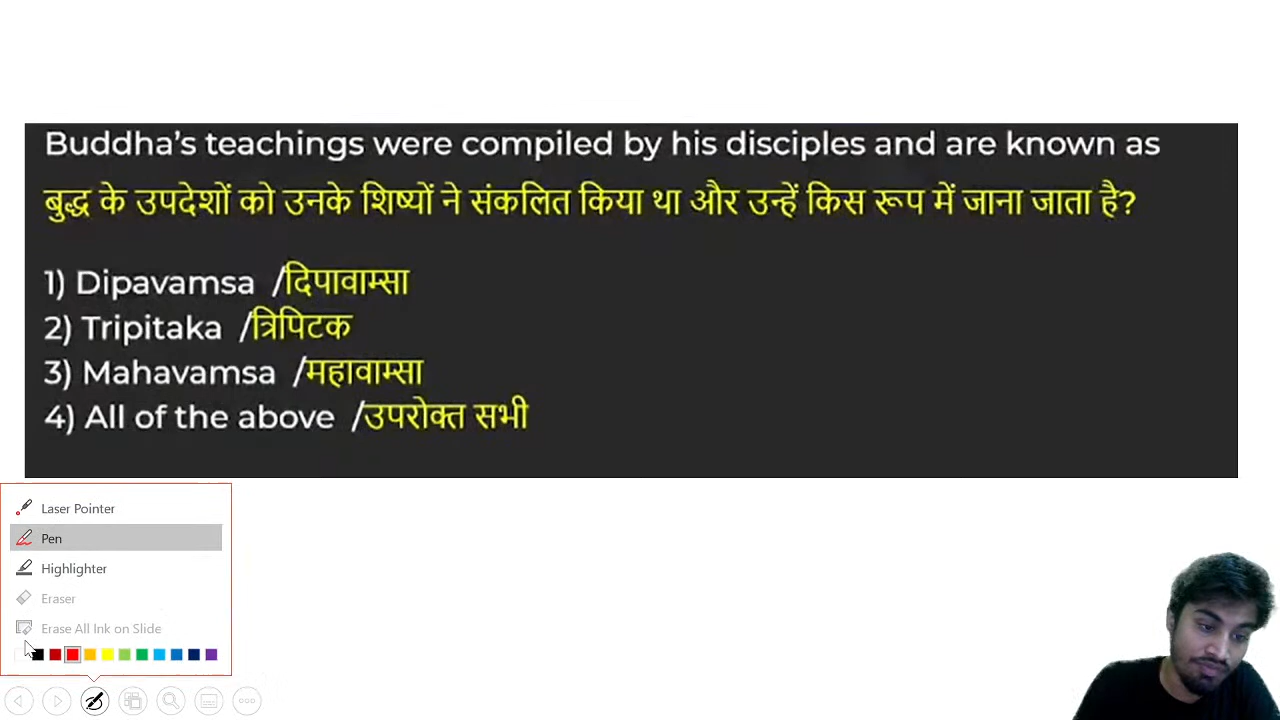 Buddha's teachings were compiled by his disciples and are known as
बुद्ध के उपदेशों को उनके शिष्यों ने संकलित किया था और उन्हें किस रूप में जाना जाता है?
1) Dipavamsa /दिपावाम्सा
2) Tripitaka /त्रिपिटक
3) Mahavamsa /महावाम्सा
4) All of the above /उपरोक्त सभी
Laser Pointer
Pen
Highlighter
Eraser
Erase All Ink on Slide